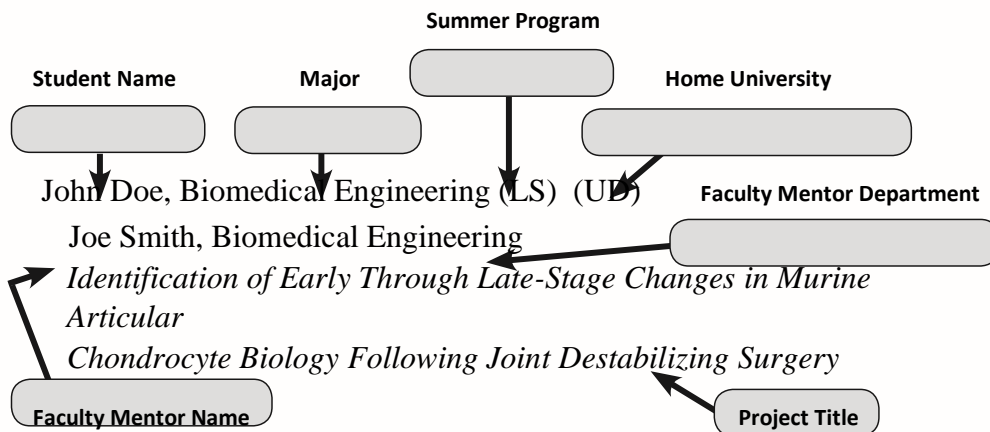 Summer Program
Student Name
Major
Home University
John Doe, Biomedical Engineering (LS) (UD)
Faculty Mentor Department
Joe Smith, Biomedical Engineering
Identification of Early Through Late-Stage Changes in Murine
Articular
Chondrocyte Biology Following Joint Destabilizing Surgery
Faculty Mentor Name
Project Title